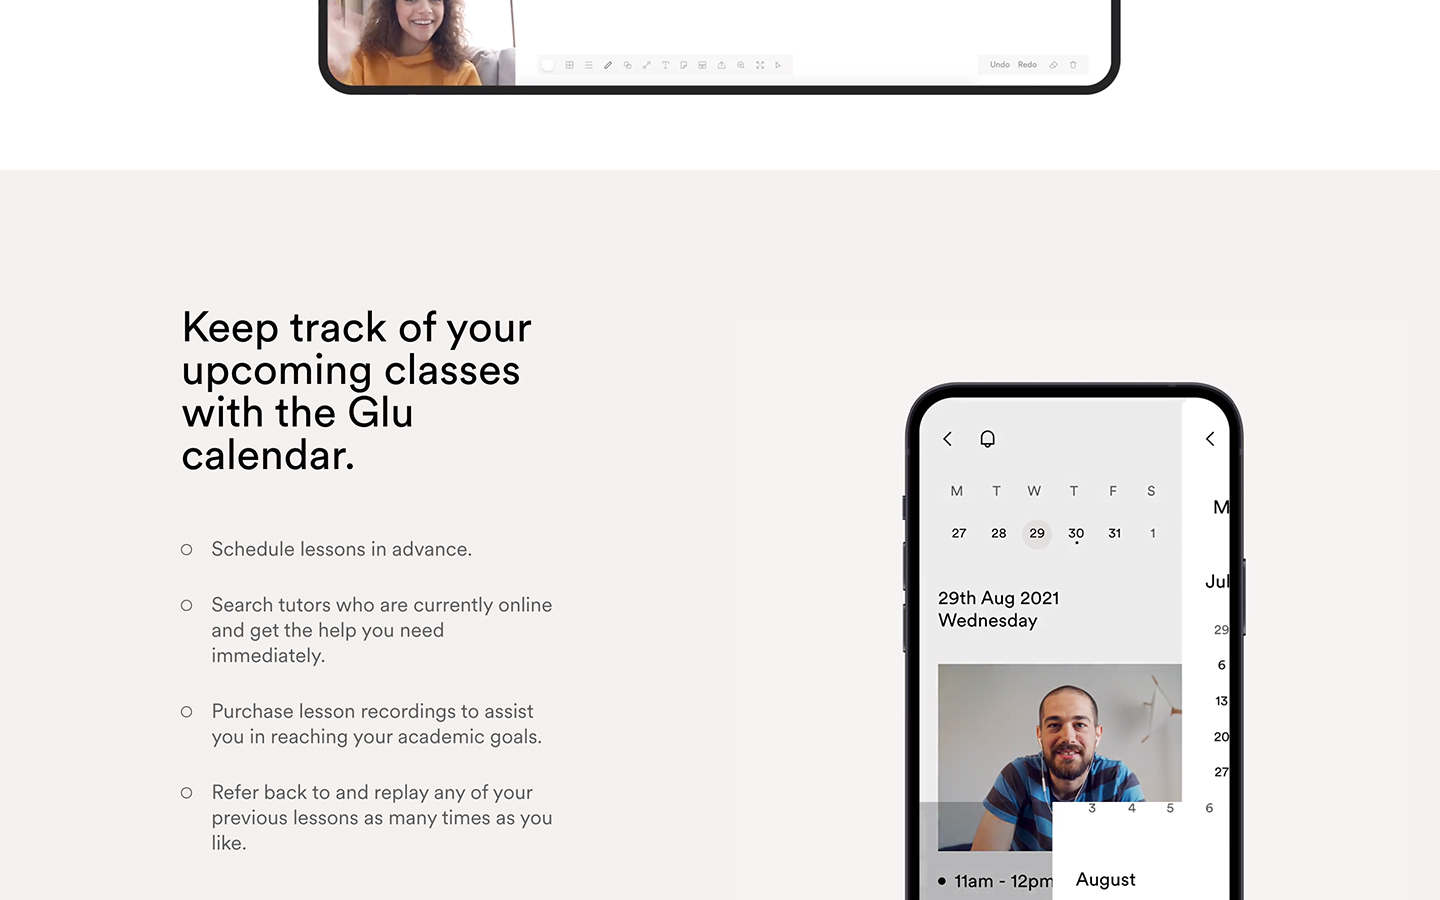 Undo Redo
Keep track of your
upcoming classes
with the Glu
calendar.
Schedule lessons in advance.
Search tutors who are currently online
and get the help you need
immediately.
Purchase lesson recordings to assist
you in reaching your academic goals.
Refer back to and replay any of your
previous lessons as many times as you
like.
M T W T F S
27 28 29 30 31 1
29th Aug 2021
Wednesday
11am - 12pm
M
Jul
29
6
13
20
27
3 4 5 6
August